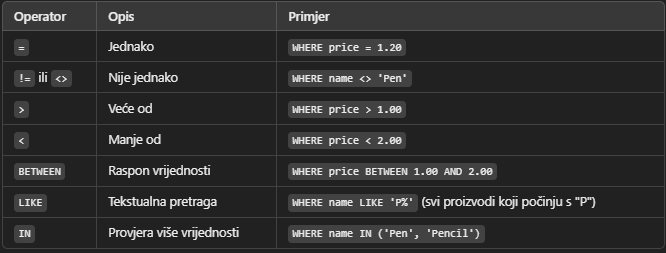 Operator Opis Primjer
= Jednako WHERE price = 1.20
!= ili <> Nije jednako WHERE name <> 'Pen'
> Veće od WHERE price > 1.00
< Manje od WHERE price < 2.00
BETWEEN Raspon vrijednosti WHERE price BETWEEN 1.00 AND 2.00
LIKE Tekstualna pretraga WHERE name LIKE 'P%' (svi proizvodi koji počinju s "P")
IN Provjera više vrijednosti WHERE name IN ('Pen', 'Pencil')